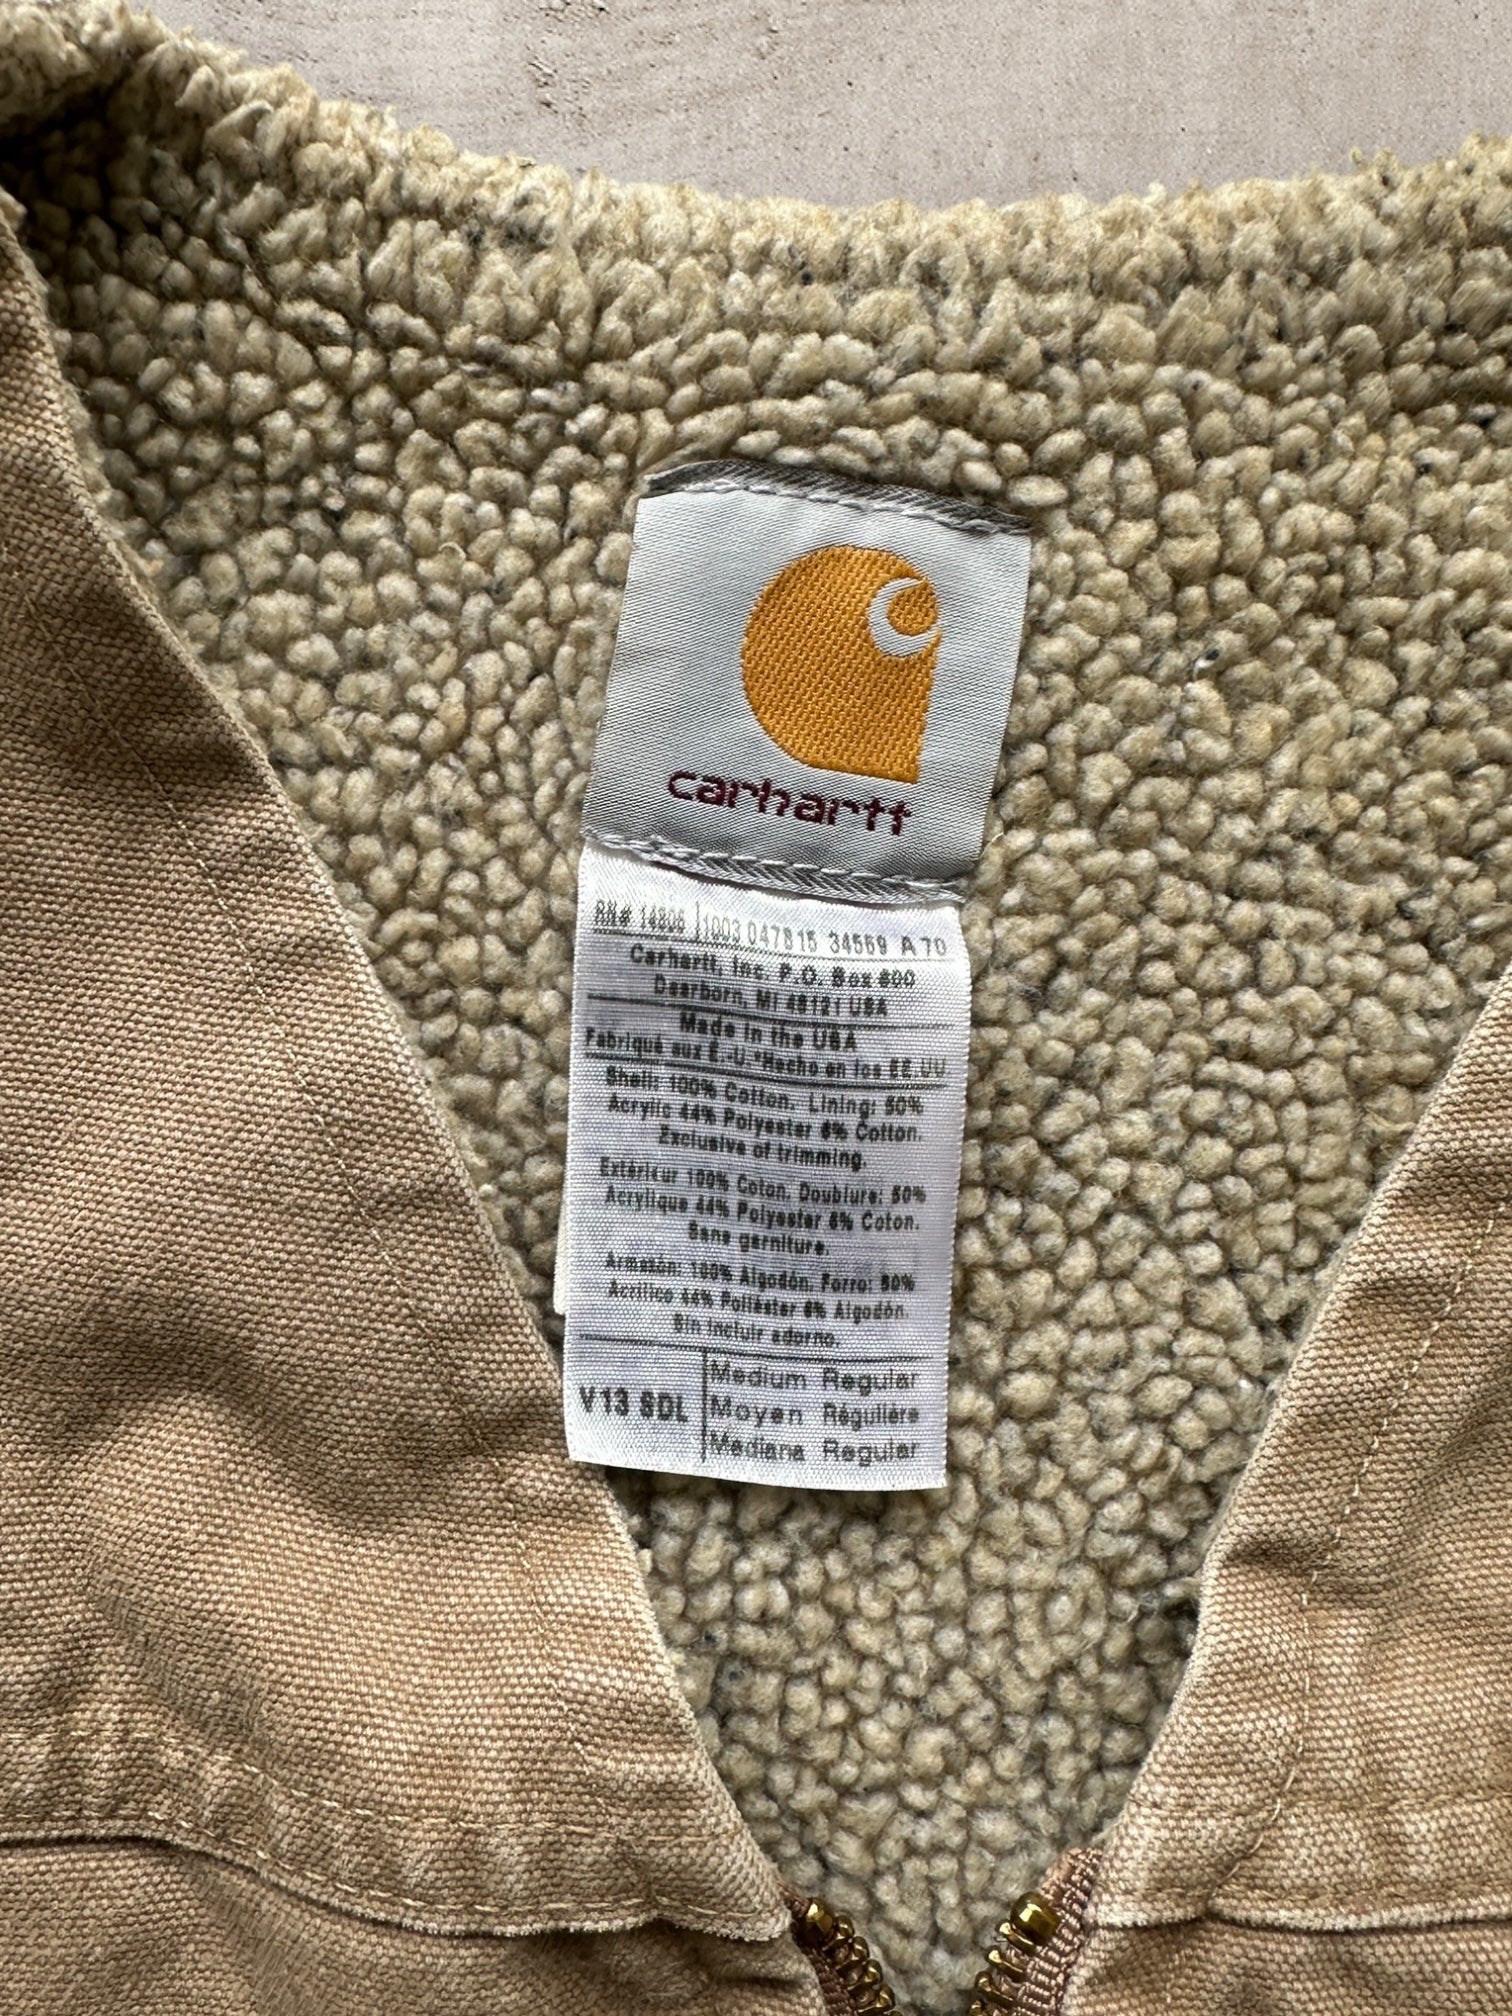 carhartt
RN# 14806 1003 047815 34559 A 70
Carhartt, Inc. P.O. Box 600
Dearborn, MI 48121 USA
Made in the USA
Fabriqué aux É.-U. *Hecho en los EE.UU
Shell: 100% Cotton. Lining: 50%
Acrylic 44% Polyester 6% Cotton.
Exclusive of trimming.
Extérieur 100% Coton. Doublure: 50%
Acrylique 44% Polyester 6% Coton.
Sans garniture.
Armazón: 100% Algodón. Forro: 50%
Acrílico 44% Poliéster 6% Algodón.
Sin incluir adorno.
V13 SDL
Medium Regular
Moyen Régulière
Mediana Regular